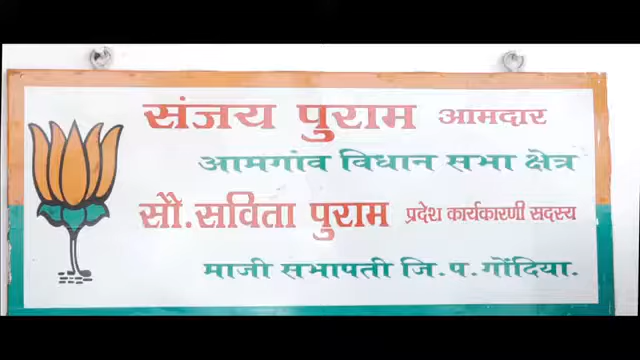 संजय पुराम आमदार
आमगांव विधान सभा क्षेत्र
सौ.सविता पुराम प्रदेश कार्यकारणी सदस्य
माजी सभापती जि.प.गोंदिया.